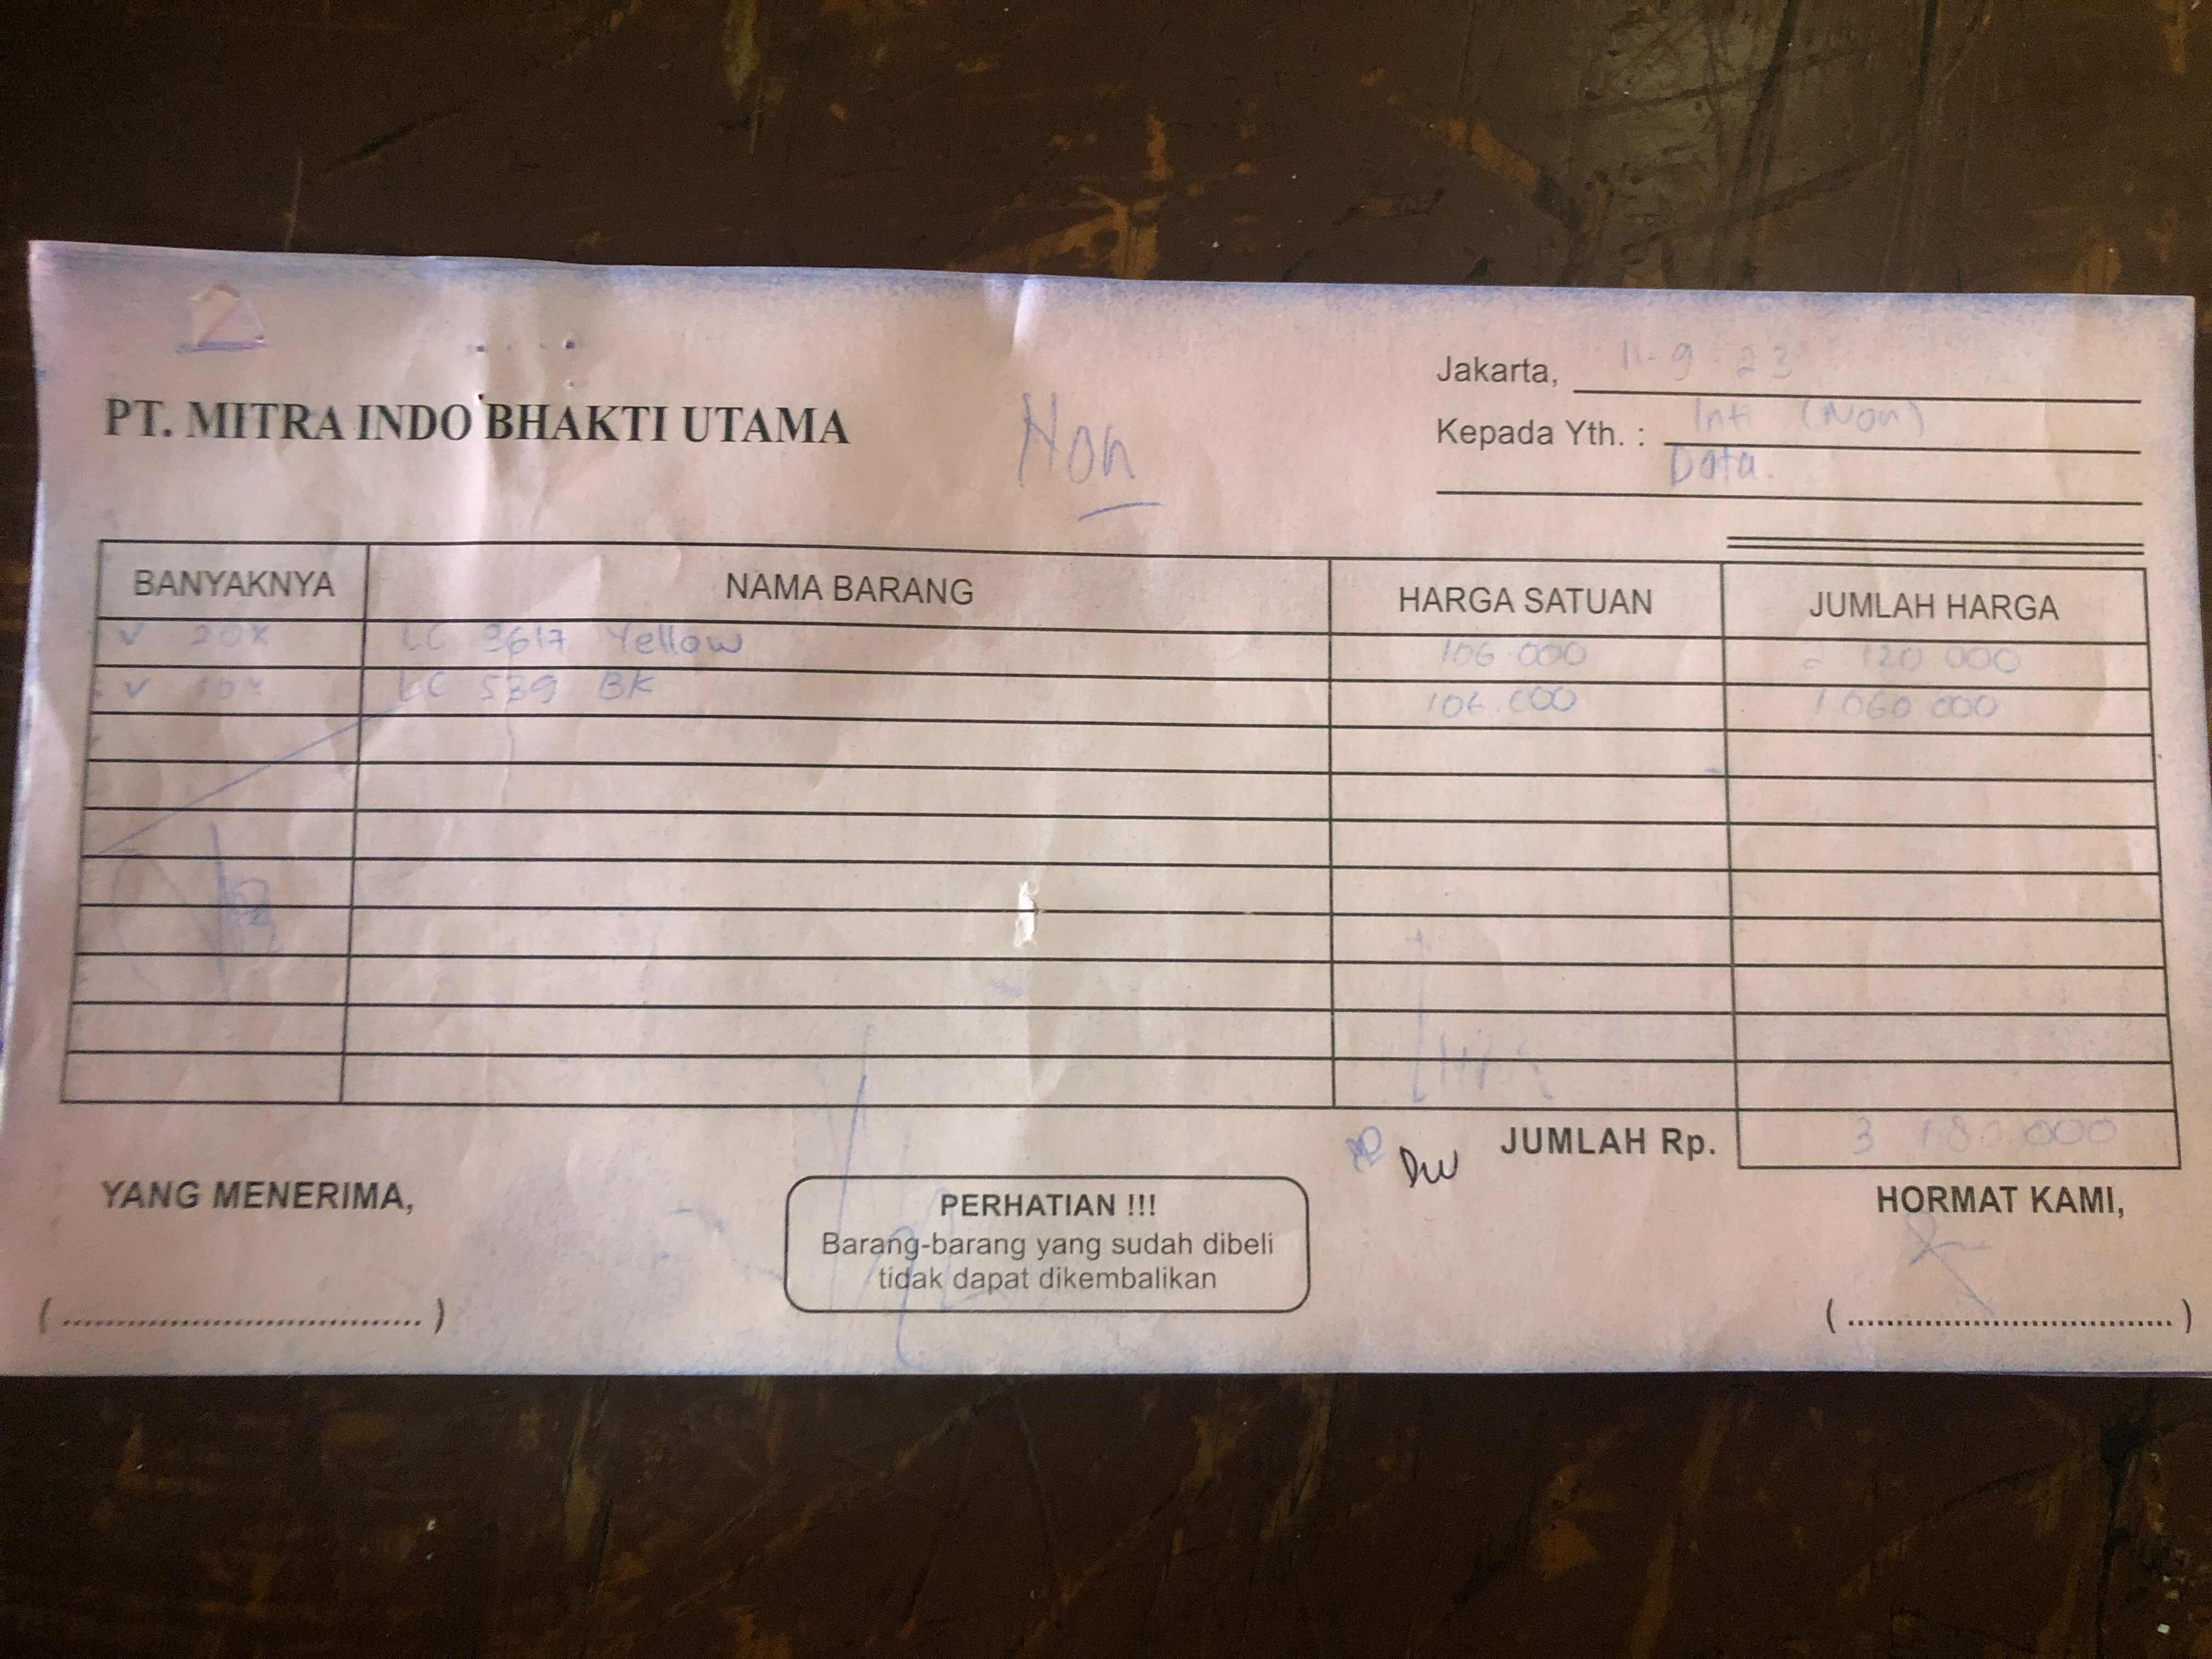 PT. MITRA INDO BHAKTI UTAMA
Non
Jakarta, 11-9-23
Kepada Yth. : Inti (Non)
Data.
BANYAKNYA NAMA BARANG HARGA SATUAN JUMLAH HARGA
✓ 20x LC 3617 Yellow 106.000 2 120 000
✓ 10x LC 539 BK 106.000 1 060 000
JUMLAH Rp. 3 180.000
YANG MENERIMA,
PERHATIAN !!!
Barang-barang yang sudah dibeli
tidak dapat dikembalikan
HORMAT KAMI,
(....................................)
(....................................)